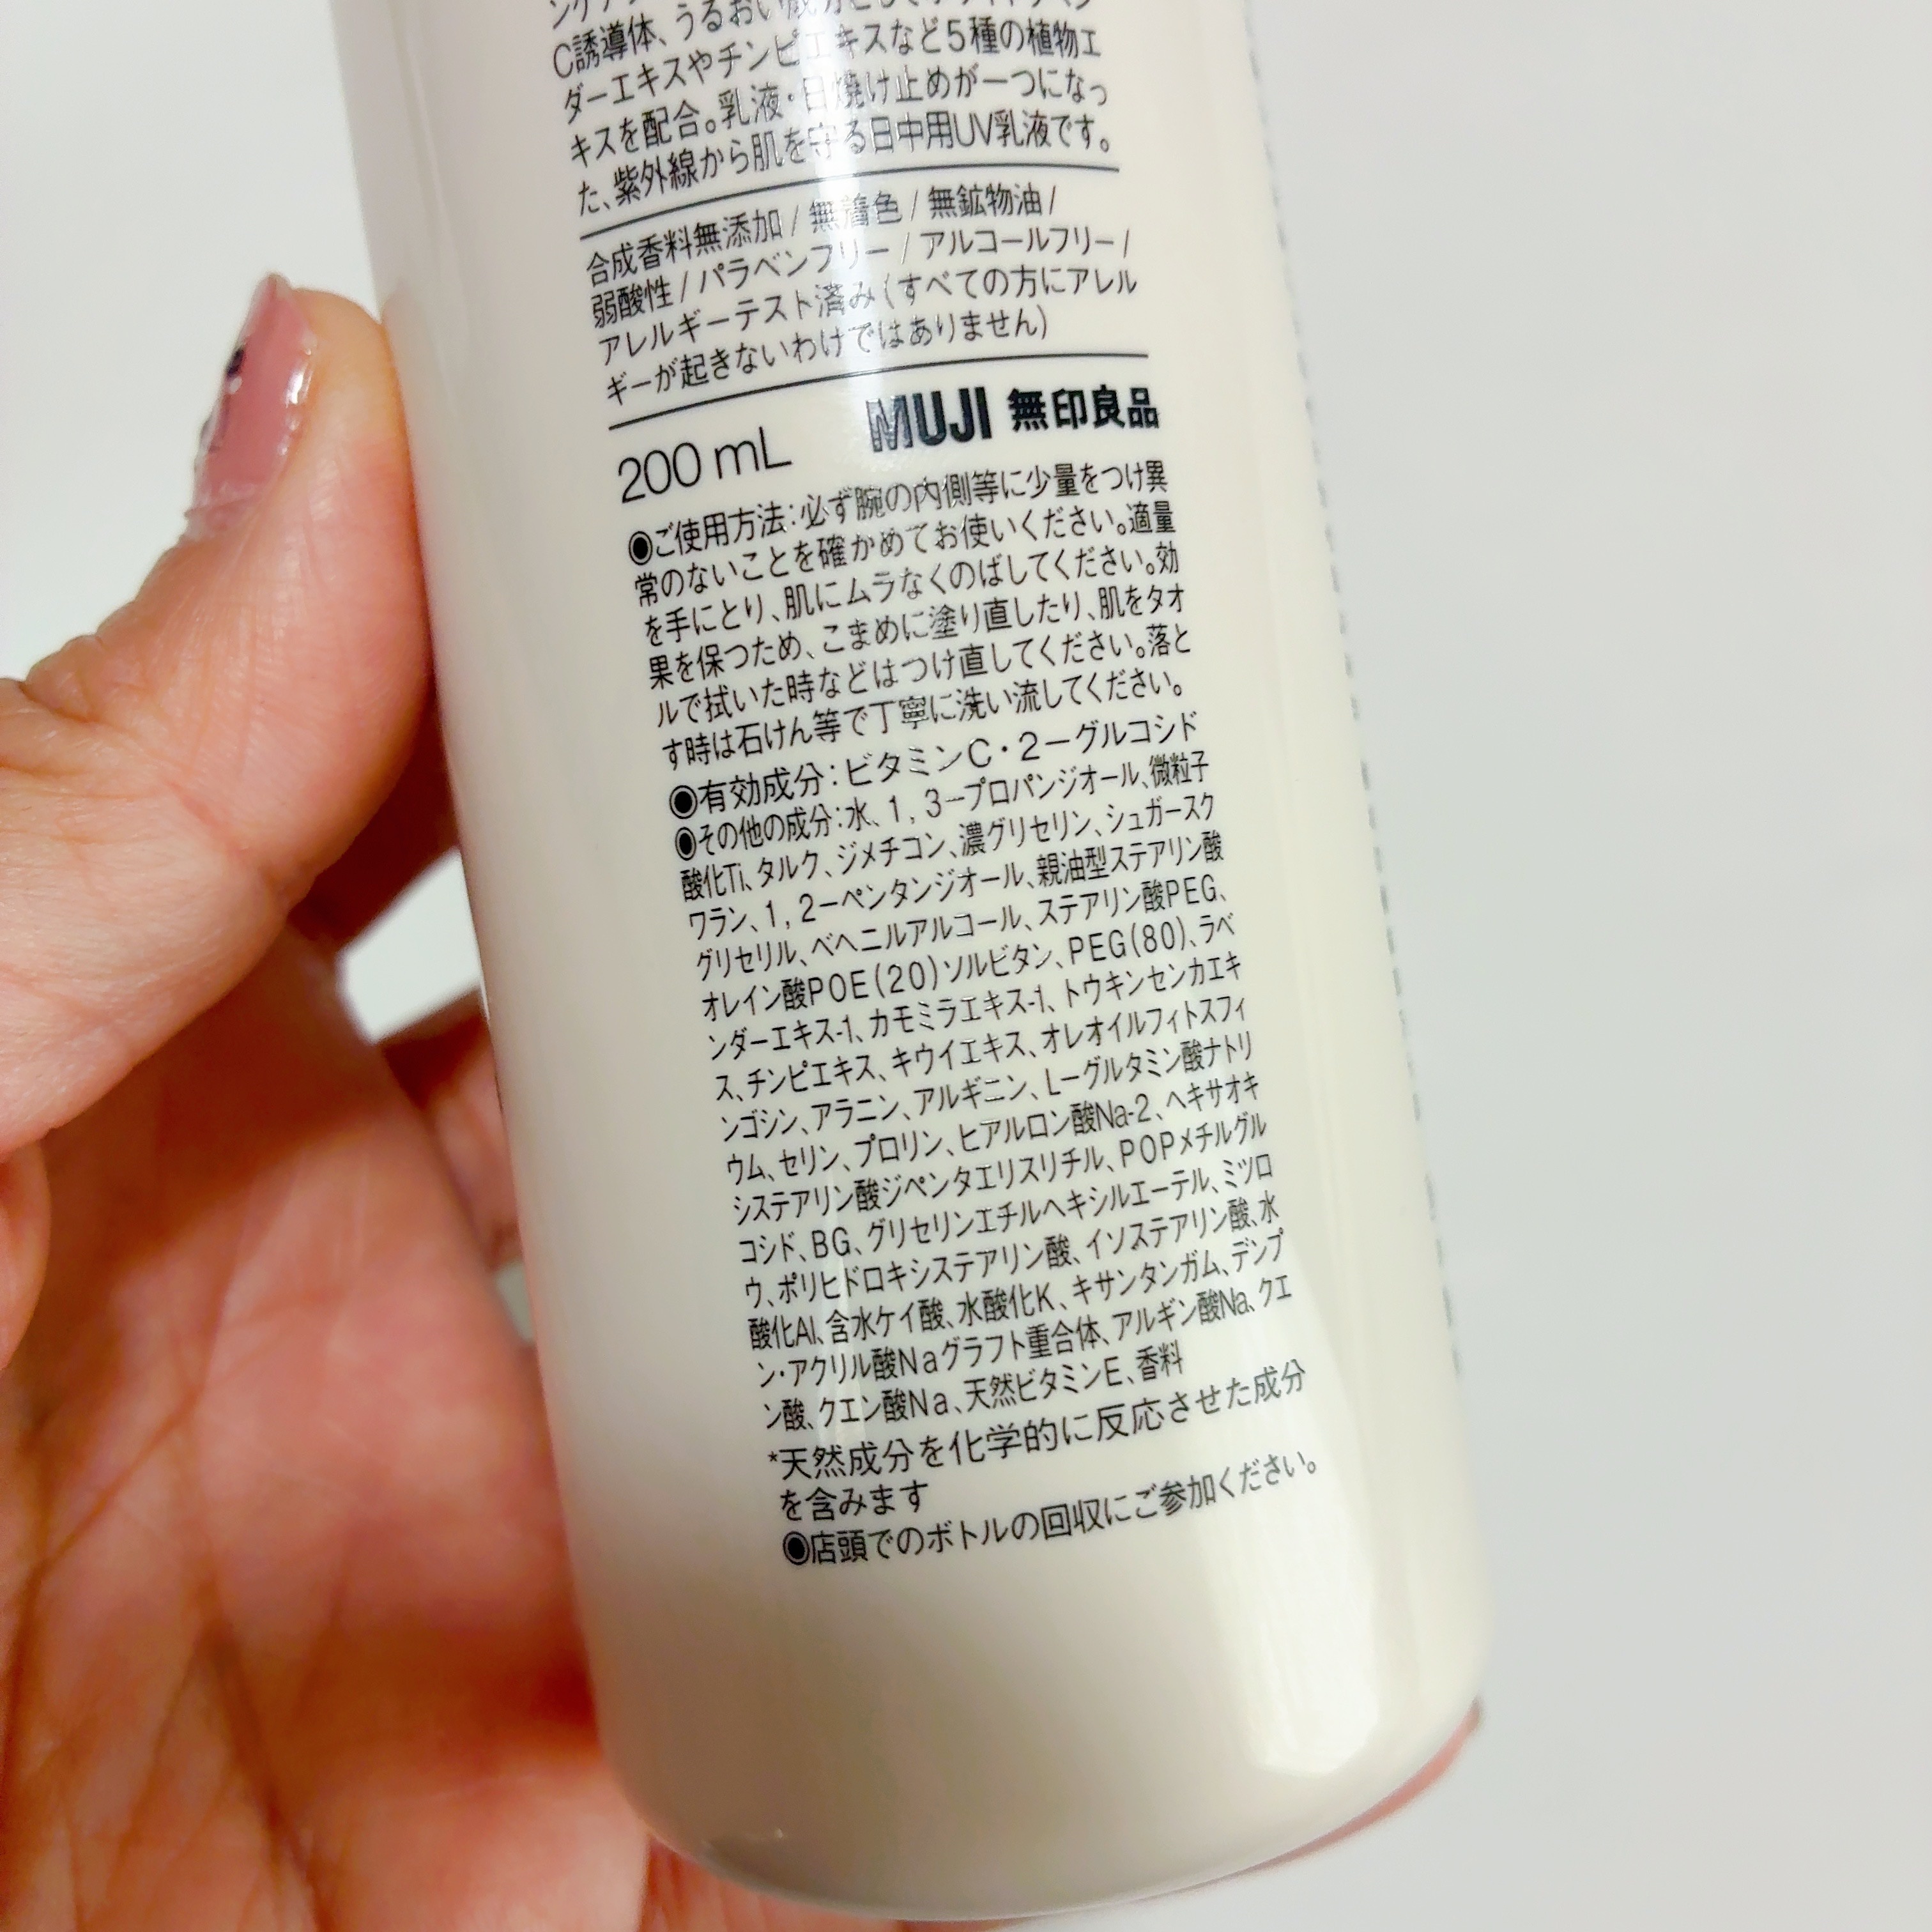 C誘導体、うるおい成分として
ダーエキスやチンピエキスなど5種の植物エ
キスを配合。乳液・日焼け止めが一つになっ
た、紫外線から肌を守る日中用UV乳液です。
合成香料無添加 / 無着色 / 無鉱物油 /
弱酸性 / パラベンフリー / アルコールフリー /
アレルギーテスト済み(すべての方にアレル
ギーが起きないわけではありません)
200 mL MUJI 無印良品
◉ご使用方法:必ず腕の内側等に少量をつけ異
常のないことを確かめてお使いください。適量
を手にとり、肌にムラなくのばしてください。効
果を保つため、こまめに塗り直したり、肌をタオ
ルで拭いた時などはつけ直してください。落と
す時は石けん等で丁寧に洗い流してください。
◉有効成分:ビタミンC・2ーグルコシド
◉その他の成分:水、1,3ープロパンジオール、微粒子
酸化Ti、タルク、ジメチコン、濃グリセリン、シュガースク
ワラン、1,2ーペンタンジオール、親油型ステアリン酸
グリセリル、ベヘニルアルコール、ステアリン酸PEG、
オレイン酸POE(20)ソルビタン、PEG(80)、ラベ
ンダーエキス-1、カモミラエキス-1、トウキンセンカエキ
ス、チンピエキス、キウイエキス、オレオイルフィトスフィ
ンゴシン、アラニン、アルギニン、Lーグルタミン酸ナトリ
ウム、セリン、プロリン、ヒアルロン酸Na-2、ヘキサオキ
システアリン酸ジペンタエリスリチル、POPメチルグル
コシド、BG、グリセリンエチルヘキシルエーテル、ミツロ
ウ、ポリヒドロキシステアリン酸、イソステアリン酸、水
酸化Al、含水ケイ酸、水酸化K、キサンタンガム、デンプ
ン・アクリル酸Naグラフト重合体、アルギン酸Na、クエ
ン酸、クエン酸Na、天然ビタミンE、香料
*天然成分を化学的に反応させた成分
を含みます
◉店頭でのボトルの回収にご参加ください。